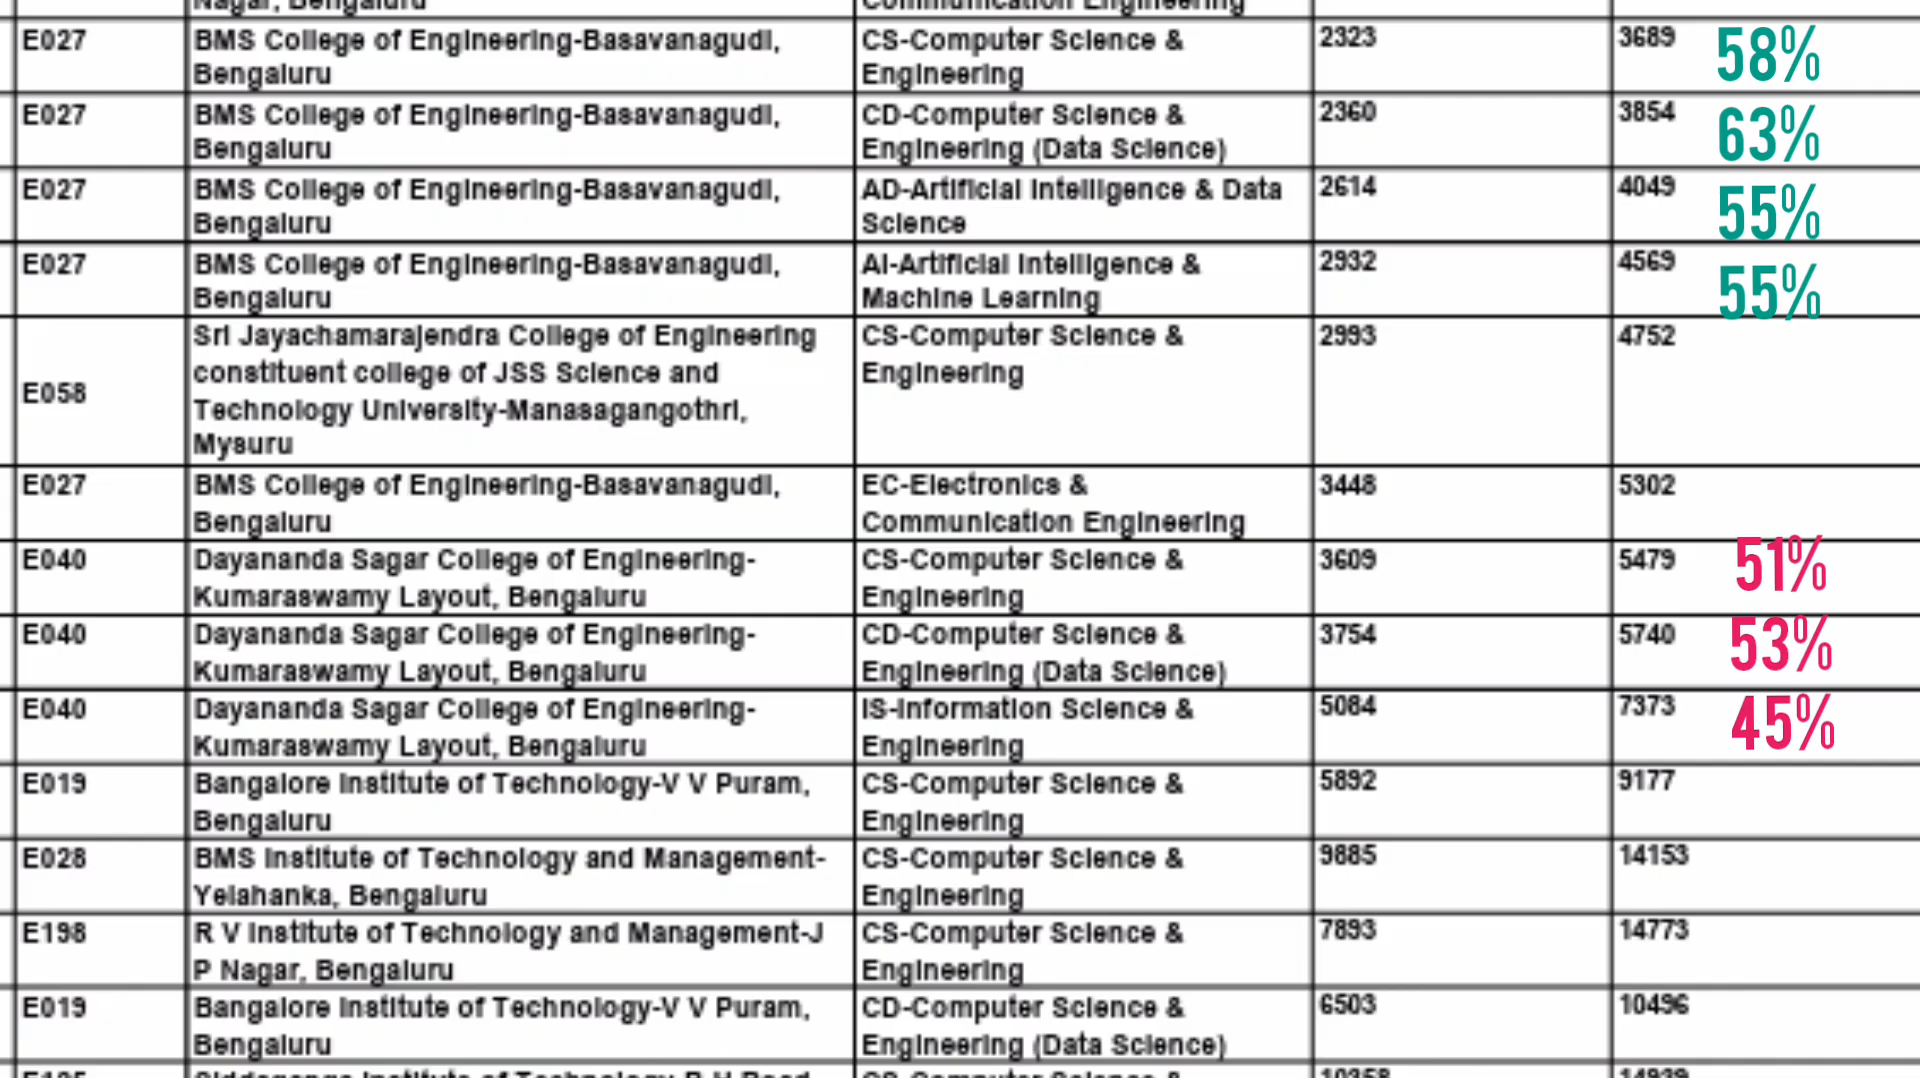 Nagar, Bengaluru Communication Engineering
E027 BMS College of Engineering-Basavanagudi, CS-Computer Science & 2323 3689 58%
Bengaluru Engineering
E027 BMS College of Engineering-Basavanagudi, CD-Computer Science & 2360 3854 63%
Bengaluru Engineering (Data Science)
E027 BMS College of Engineering-Basavanagudi, AD-Artificial Intelligence & Data 2614 4049 55%
Bengaluru Science
E027 BMS College of Engineering-Basavanagudi, AI-Artificial Intelligence & 2932 4569 55%
Bengaluru Machine Learning
Sri Jayachamarajendra College of Engineering CS-Computer Science & 2993 4752
constituent college of JSS Science and Engineering
E058 Technology University-Manasagangothri,
Mysuru
E027 BMS College of Engineering-Basavanagudi, EC-Electronics & 3448 5302
Bengaluru Communication Engineering
E040 Dayananda Sagar College of Engineering- CS-Computer Science & 3609 5479 51%
Kumaraswamy Layout, Bengaluru Engineering
E040 Dayananda Sagar College of Engineering- CD-Computer Science & 3754 5740 53%
Kumaraswamy Layout, Bengaluru Engineering (Data Science)
E040 Dayananda Sagar College of Engineering- IS-Information Science & 5084 7373 45%
Kumaraswamy Layout, Bengaluru Engineering
E019 Bangalore Institute of Technology-V V Puram, CS-Computer Science & 5892 9177
Bengaluru Engineering
E028 BMS Institute of Technology and Management- CS-Computer Science & 9885 14153
Yelahanka, Bengaluru Engineering
E198 R V Institute of Technology and Management-J CS-Computer Science & 7893 14773
P Nagar, Bengaluru Engineering
E019 Bangalore Institute of Technology-V V Puram, CD-Computer Science & 6503 10496
Bengaluru Engineering (Data Science)